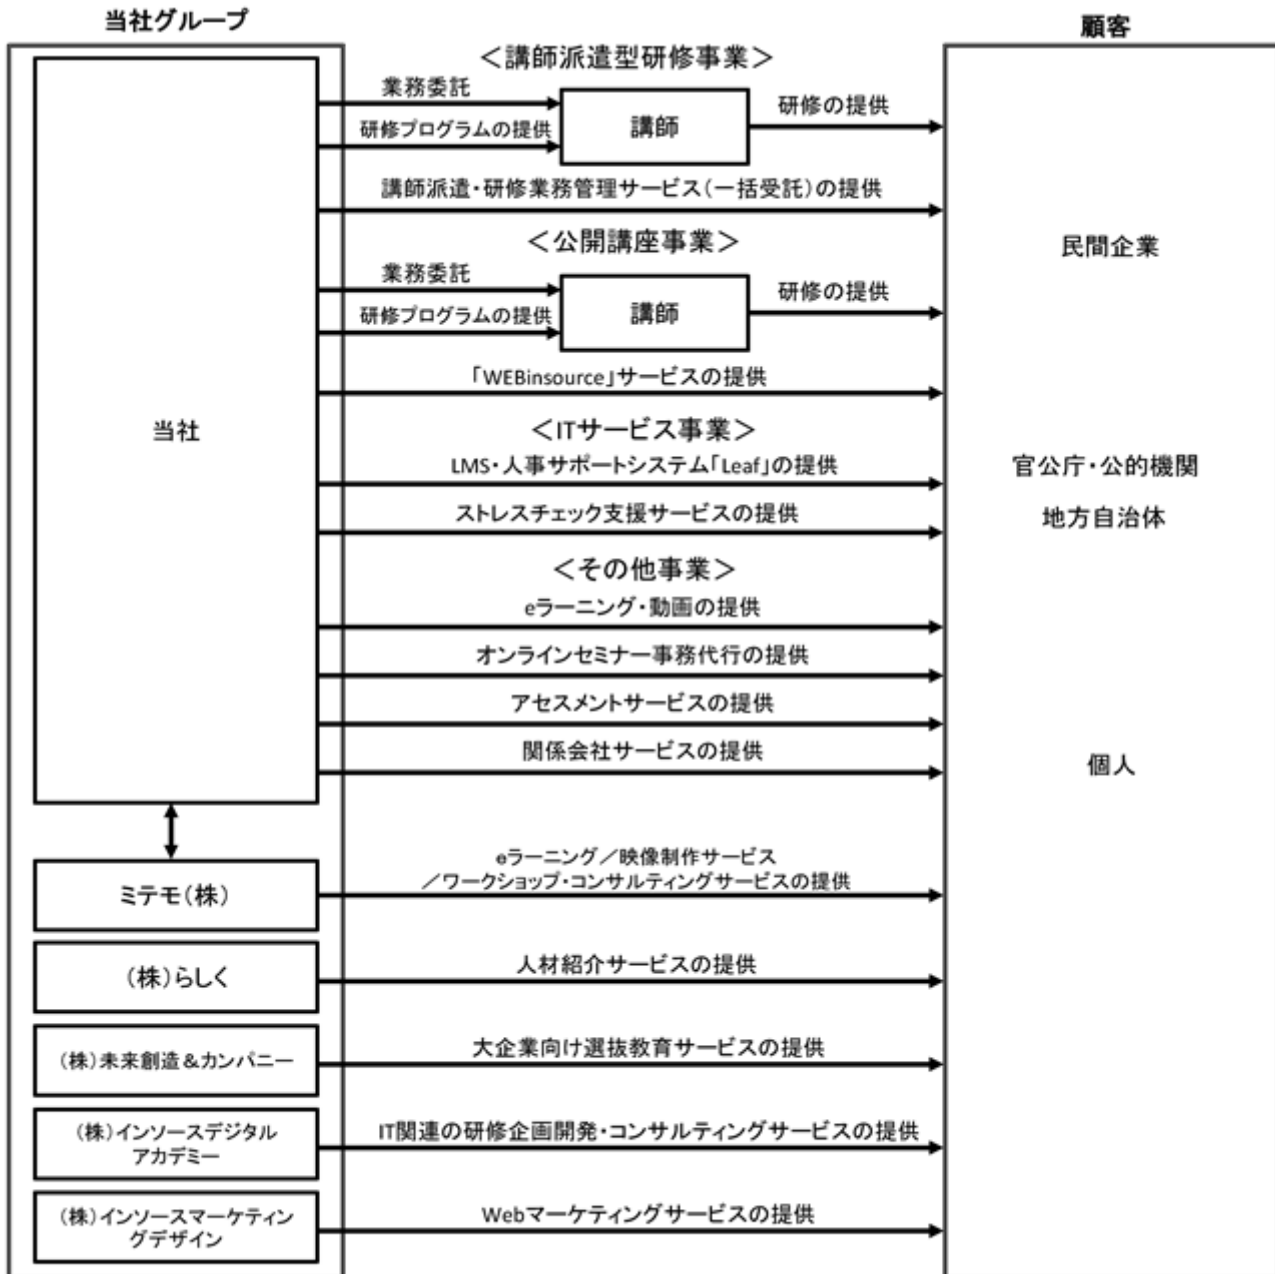 当社グループ
顧客
＜講師派遣型研修事業＞
業務委託
研修プログラムの提供
講師
研修の提供
講師派遣・研修業務管理サービス（一括受託）の提供
＜公開講座事業＞
業務委託
研修プログラムの提供
講師
研修の提供
「WEBinsource」サービスの提供
当社
＜ITサービス事業＞
LMS・人事サポートシステム「Leaf」の提供
ストレスチェック支援サービスの提供
＜その他事業＞
eラーニング・動画の提供
オンラインセミナー事務代行の提供
アセスメントサービスの提供
関係会社サービスの提供
民間企業
官公庁・公的機関
地方自治体
個人
ミテモ（株）
eラーニング／映像制作サービス
／ワークショップ・コンサルティングサービスの提供
（株）らしく
人材紹介サービスの提供
（株）未来創造＆カンパニー
大企業向け選抜教育サービスの提供
（株）インソースデジタル
アカデミー
IT関連の研修企画開発・コンサルティングサービスの提供
（株）インソースマーケティン
グデザイン
Webマーケティングサービスの提供